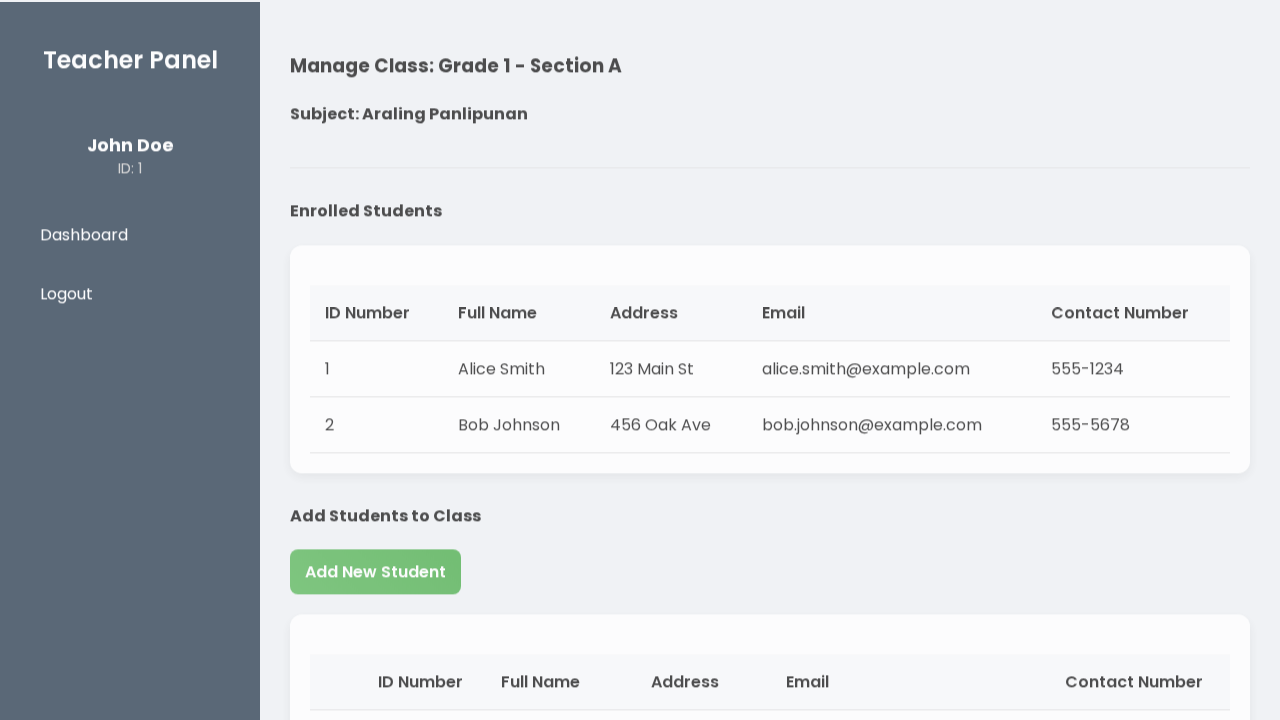 Teacher Panel
John Doe
ID: 1
Dashboard
Logout
Manage Class: Grade 1 - Section A
Subject: Araling Panlipunan
Enrolled Students
ID Number Full Name Address Email Contact Number
1 Alice Smith 123 Main St alice.smith@example.com 555-1234
2 Bob Johnson 456 Oak Ave bob.johnson@example.com 555-5678
Add Students to Class
Add New Student
ID Number Full Name Address Email Contact Number